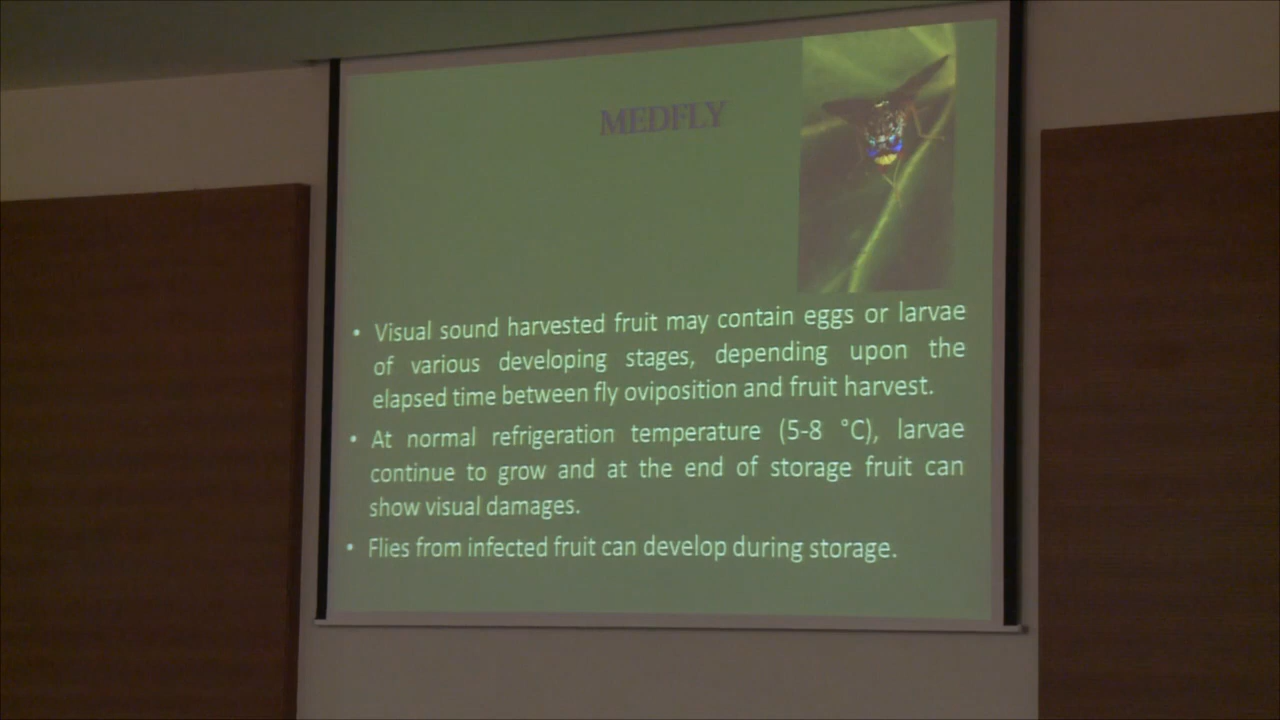 MEDFLY
• Visual sound harvested fruit may contain eggs or larvae
of various developing stages, depending upon the
elapsed time between fly oviposition and fruit harvest.
• At normal refrigeration temperature (5-8 °C), larvae
continue to grow and at the end of storage fruit can
show visual damages.
• Flies from infected fruit can develop during storage.